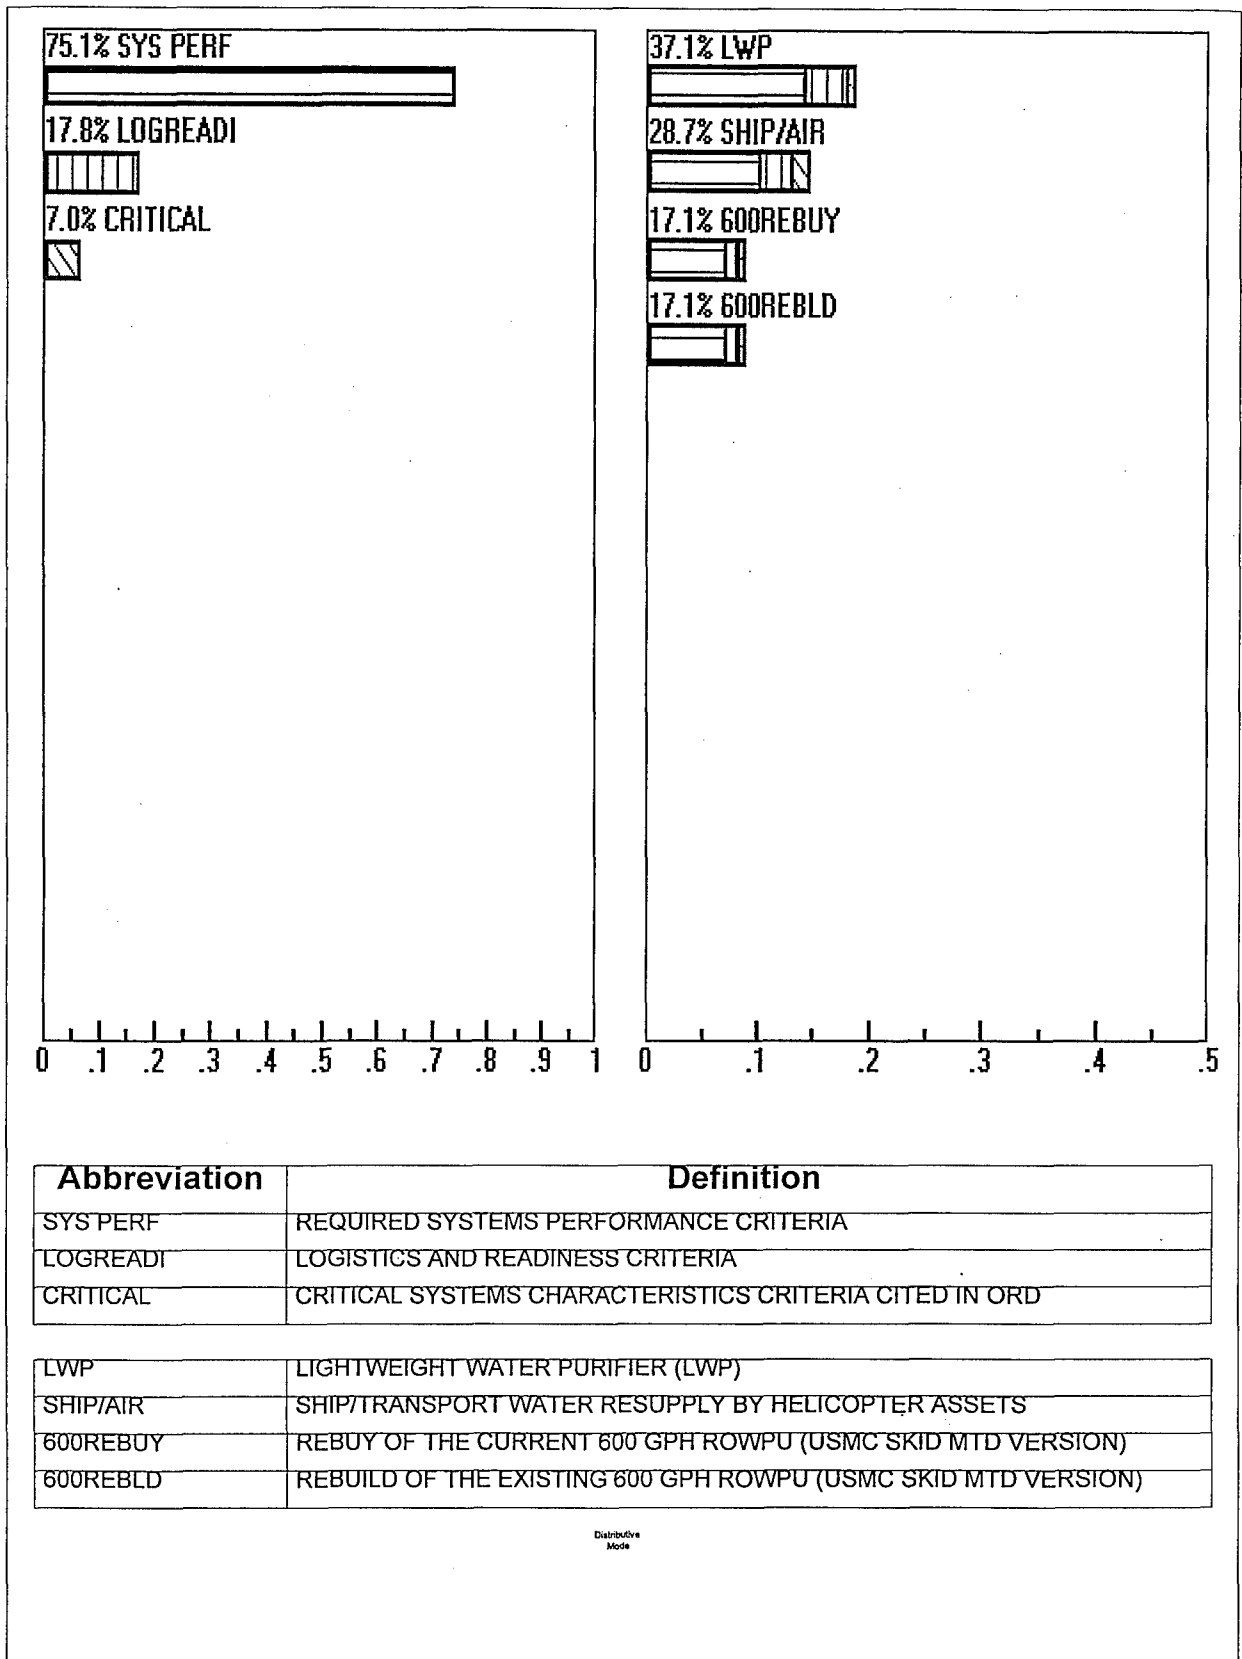 75.1% SYS PERF
17.8% LOGREADI
7.0% CRITICAL
0 .1 .2 .3 .4 .5 .6 .7 .8 .9 1
37.1% LWP
28.7% SHIP/AIR
17.1% 600REBUY
17.1% 600REBLD
0 .1 .2 .3 .4 .5
Abbreviation Definition
SYS PERF REQUIRED SYSTEMS PERFORMANCE CRITERIA
LOGREADI LOGISTICS AND READINESS CRITERIA
CRITICAL CRITICAL SYSTEMS CHARACTERISTICS CRITERIA CITED IN ORD
LWP LIGHTWEIGHT WATER PURIFIER (LWP)
SHIP/AIR SHIP/TRANSPORT WATER RESUPPLY BY HELICOPTER ASSETS
600REBUY REBUY OF THE CURRENT 600 GPH ROWPU (USMC SKID MTD VERSION)
600REBLD REBUILD OF THE EXISTING 600 GPH ROWPU (USMC SKID MTD VERSION)
Distributive
Mode